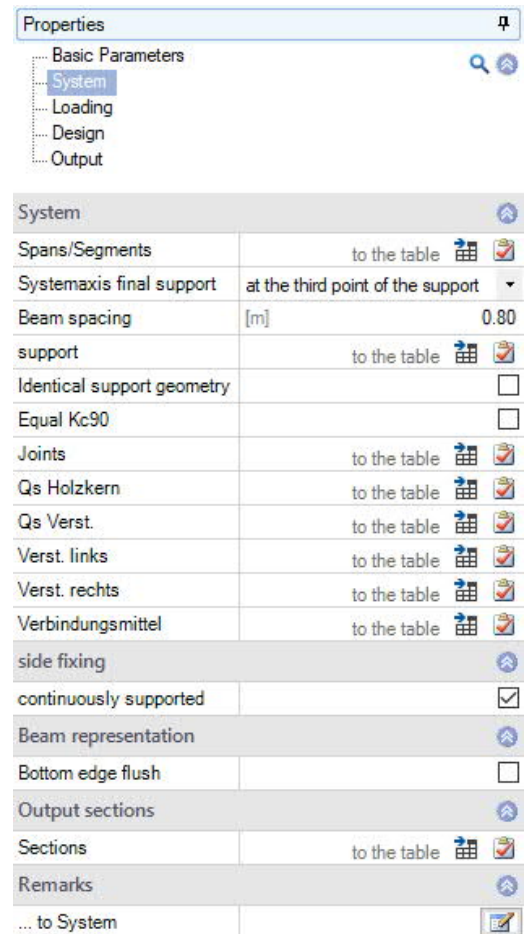 Properties
Basic Parameters
System
Loading
Design
Output
System
Spans/Segments to the table
Systemaxis final support at the third point of the support
Beam spacing [m] 0.80
support to the table
Identical support geometry
Equal Kc90
Joints to the table
Qs Holzkern to the table
Qs Verst. to the table
Verst. links to the table
Verst. rechts to the table
Verbindungsmittel to the table
side fixing
continuously supported
Beam representation
Bottom edge flush
Output sections
Sections to the table
Remarks
... to System